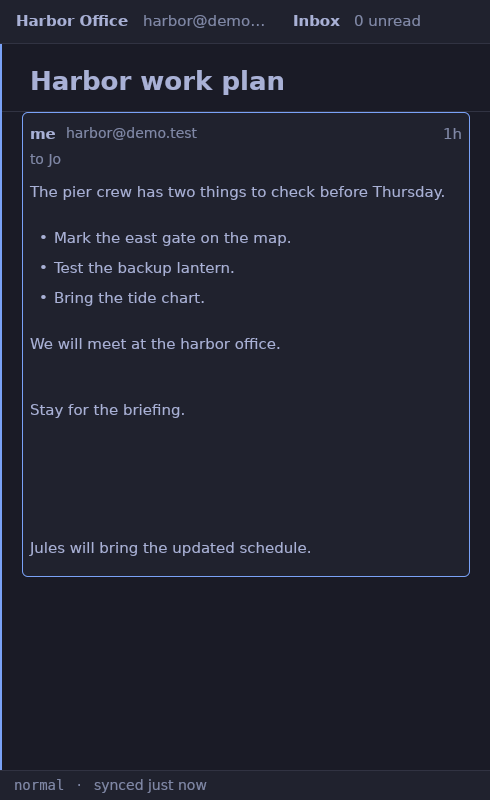 Harbor Office harbor@demo... Inbox 0 unread
Harbor work plan
me harbor@demo.test 1h
to Jo
The pier crew has two things to check before Thursday.
• Mark the east gate on the map.
• Test the backup lantern.
• Bring the tide chart.
We will meet at the harbor office.
Stay for the briefing.
Jules will bring the updated schedule.
normal · synced just now